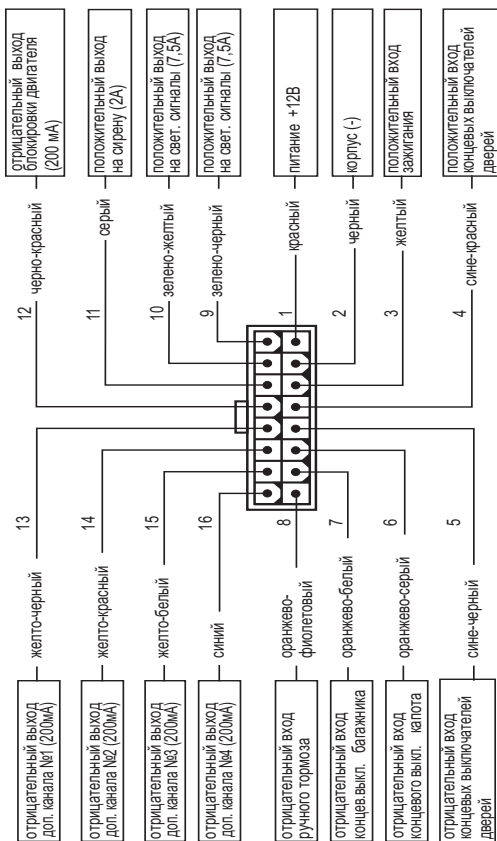 отрицательный выход
доп. канала №1 (200мА)
желто-черный
13
12
черно-красный
отрицательный выход
блокировки двигателя
(200 мА)
отрицательный выход
доп. канала №2 (200мА)
желто-красный
14
11
серый
положительный выход
на сирену (2А)
отрицательный выход
доп. канала №3 (200мА)
желто-белый
15
10
зелено-желтый
положительный выход
на свет. сигналы (7,5А)
отрицательный выход
доп. канала №4 (200мА)
синий
16
9
зелено-черный
положительный выход
на свет. сигналы (7,5А)
отрицательный вход
ручного тормоза
оранжево-
фиолетовый
8
1
красный
питание +12В
отрицательный вход
концев.выкл. багажника
оранжево-белый
7
2
черный
корпус (-)
отрицательный вход
концевого выкл. капота
оранжево-серый
6
3
желтый
положительный вход
зажигания
отрицательный вход
концевых выключателей
дверей
сине-черный
5
4
сине-красный
положительный вход
концевых выключателей
дверей